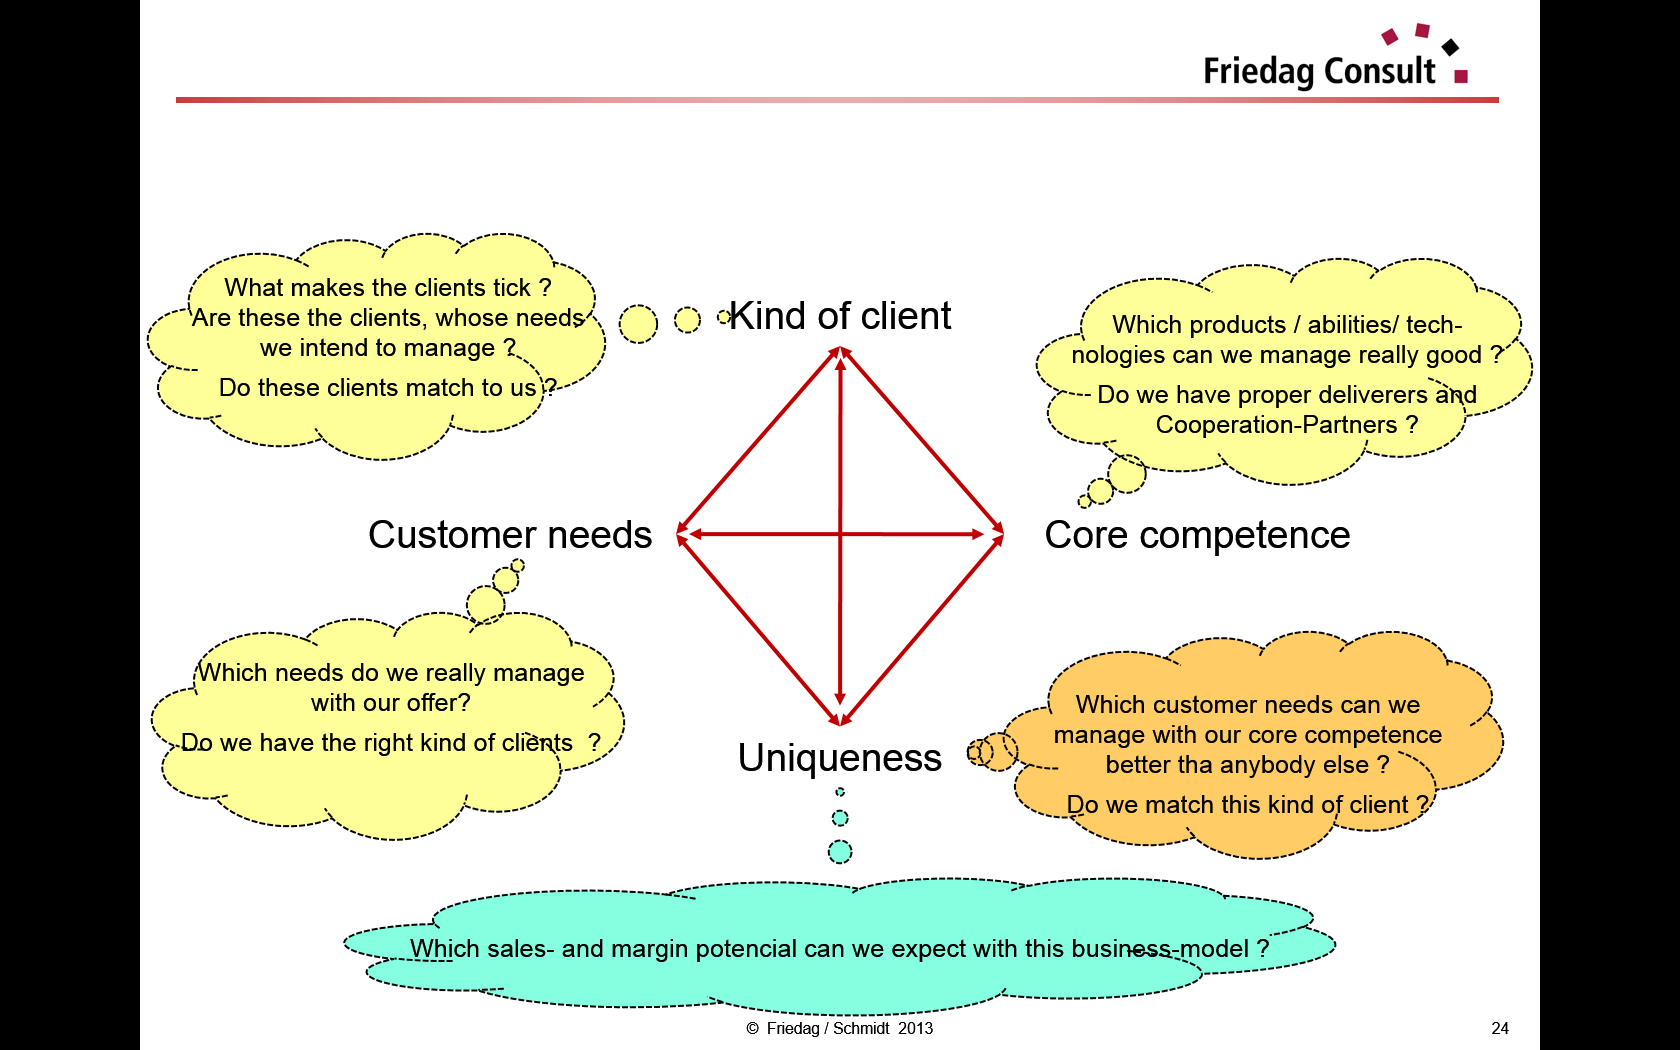 Friedag Consult
What makes the clients tick ?
Are these the clients, whose needs
we intend to manage ?
Do these clients match to us ?
Kind of client
Which products / abilities/ tech-
nologies can we manage really good ?
Do we have proper deliverers and
Cooperation-Partners ?
Customer needs
Core competence
Which needs do we really manage
with our offer?
Do we have the right kind of clients ?
Uniqueness
Which customer needs can we
manage with our core competence
better tha anybody else ?
Do we match this kind of client ?
Which sales- and margin potencial can we expect with this business-model ?
© Friedag / Schmidt 2013
24